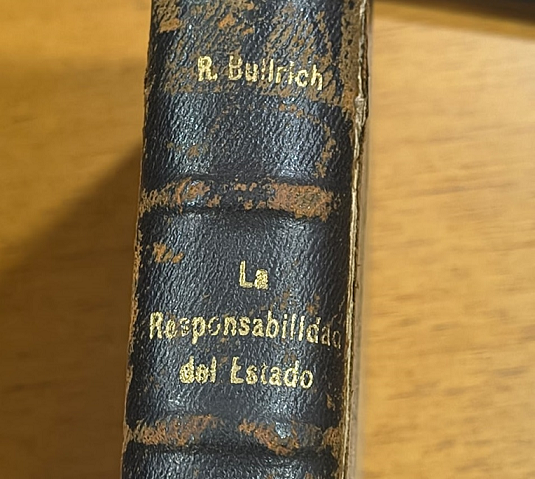 R. Bullrich
La
Responsabilidad
del Estado